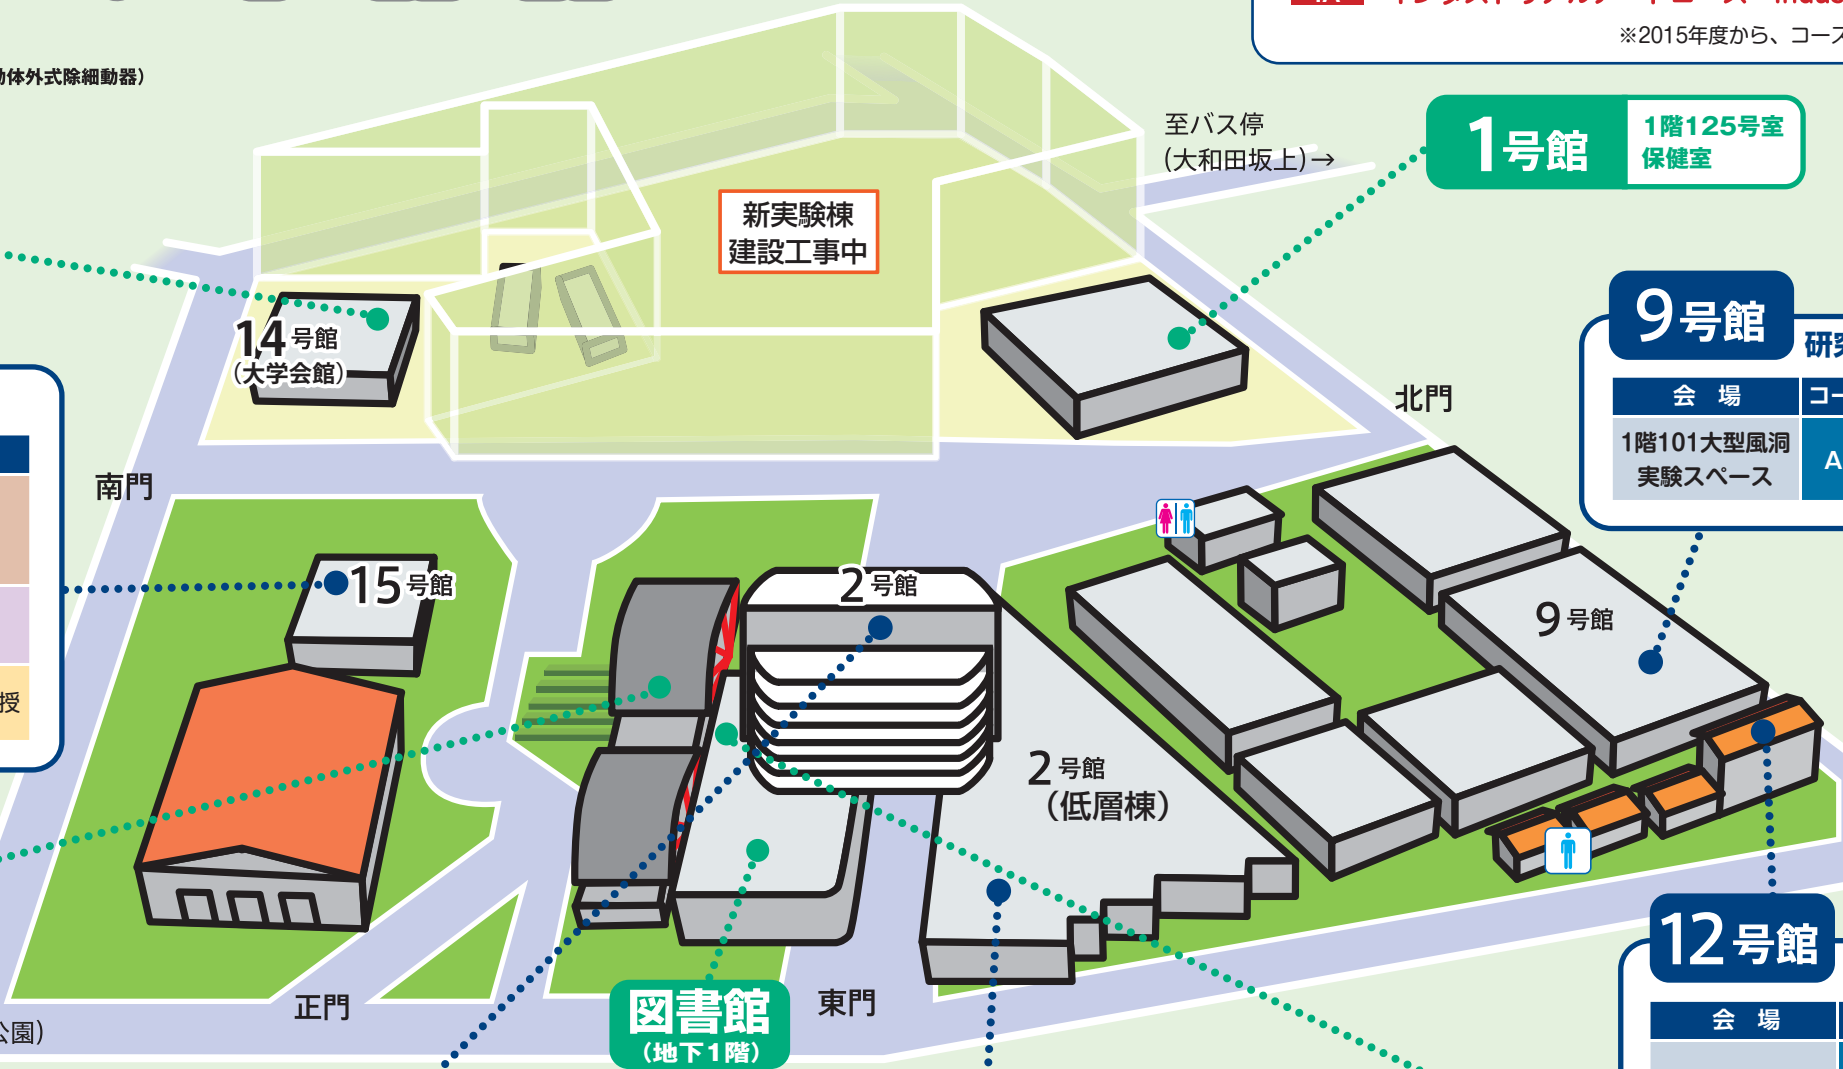 動体外式除細動器）
※2015年度から、コース
至バス停
(大和田坂上)→
1号館
1階125号室
保健室
新実験棟
建設工事中
14号館
（大学会館）
9号館
研究
会 場
コー
1階101大型風洞
実験スペース
A
北門
南門
15号館
2号館
9号館
授
2号館
（低層棟）
12号館
会 場
正門
図書館
（地下1階）
東門
公園)